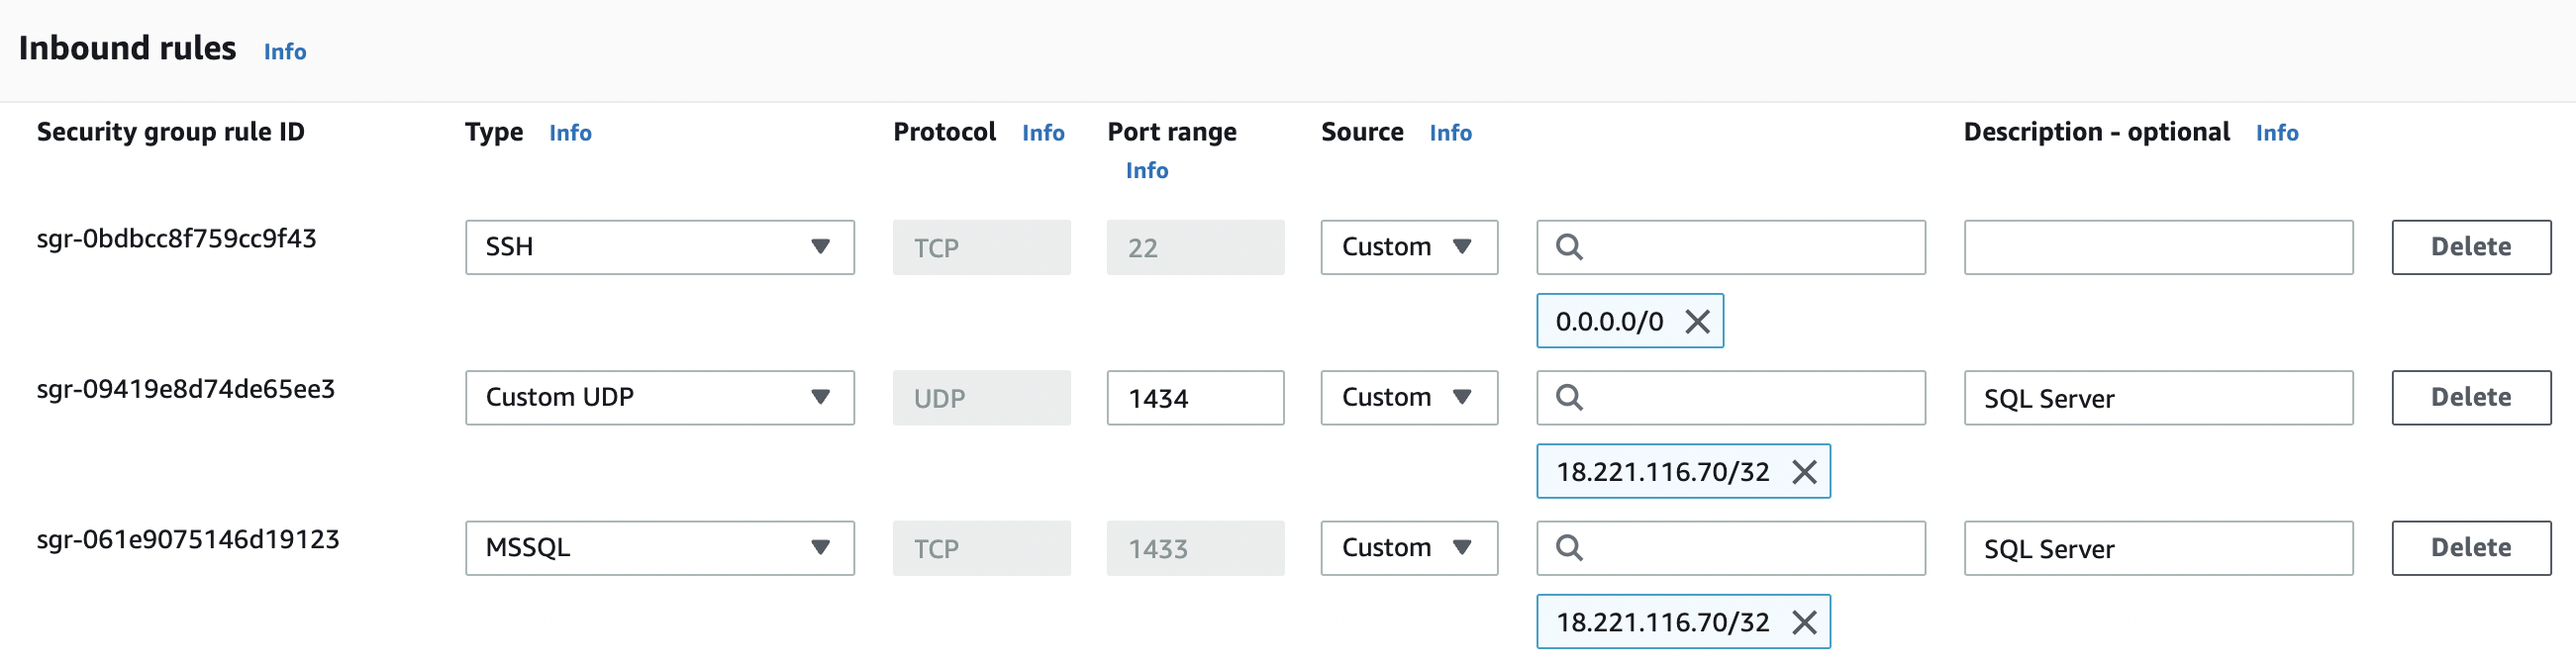 Inbound rules Info
Security group rule ID Type Info Protocol Info Port range Info Source Info Description - optional Info
sgr-0bdbcc8f759cc9f43 SSH TCP 22 Custom Delete
0.0.0.0/0
sgr-09419e8d74de65ee3 Custom UDP UDP 1434 Custom SQL Server Delete
18.221.116.70/32
sgr-061e9075146d19123 MSSQL TCP 1433 Custom SQL Server Delete
18.221.116.70/32